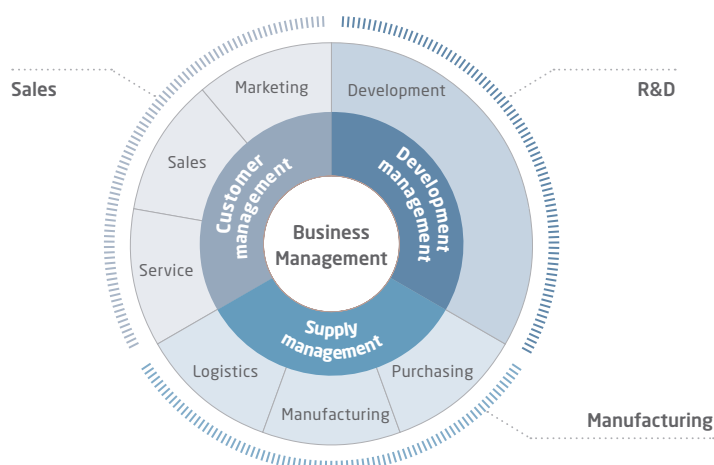 Marketing
Development
Sales
R&D
Sales
Customer
management
Development
management
Business
Management
Service
Supply
management
Logistics
Purchasing
Manufacturing
Manufacturing